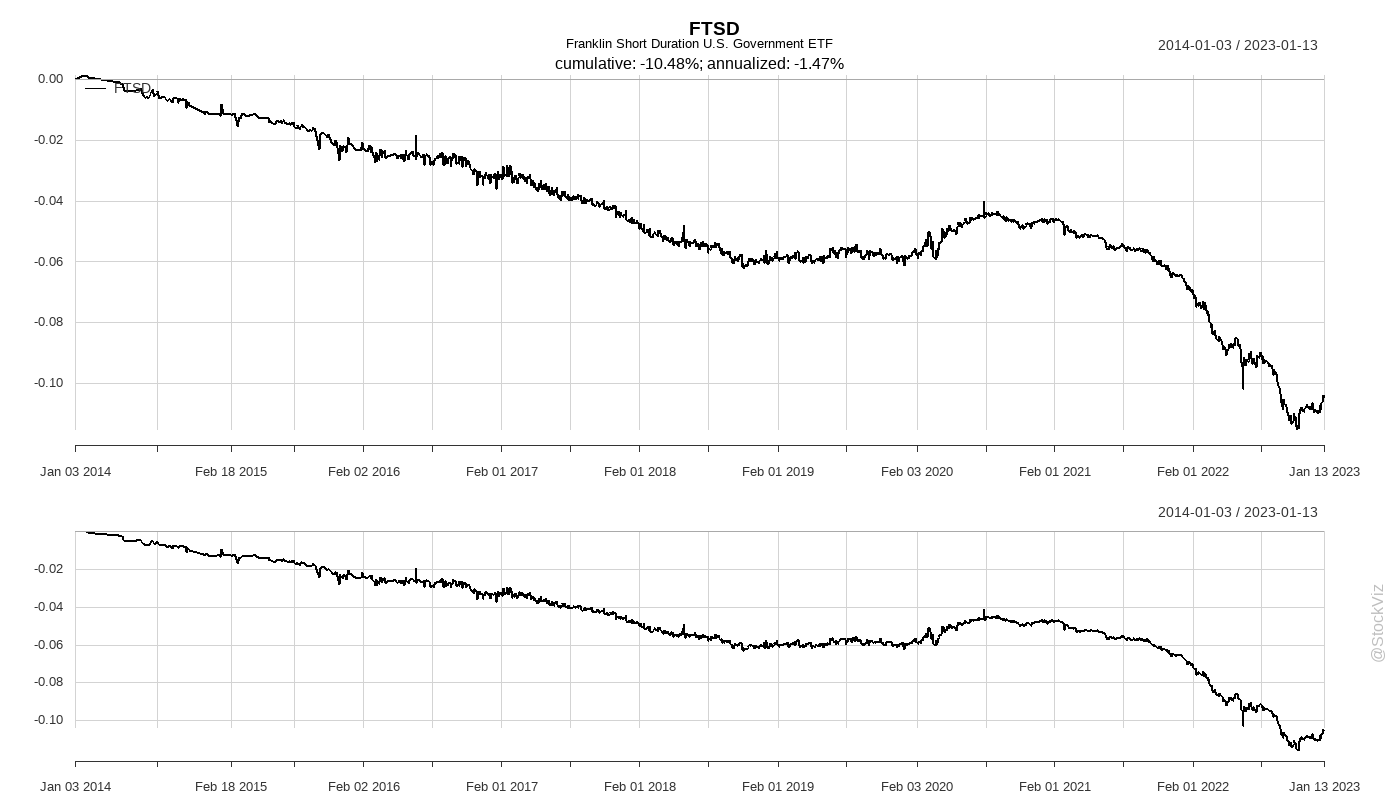 FTSD
Franklin Short Duration U.S. Government ETF
cumulative: -10.48%; annualized: -1.47%
2014-01-03 / 2023-01-13
FTSD
0.00
-0.02
-0.04
-0.06
-0.08
-0.10
Jan 03 2014 Feb 18 2015 Feb 02 2016 Feb 01 2017 Feb 01 2018 Feb 01 2019 Feb 03 2020 Feb 01 2021 Feb 01 2022 Jan 13 2023
2014-01-03 / 2023-01-13
-0.02
-0.04
-0.06
-0.08
-0.10
Jan 03 2014 Feb 18 2015 Feb 02 2016 Feb 01 2017 Feb 01 2018 Feb 01 2019 Feb 03 2020 Feb 01 2021 Feb 01 2022 Jan 13 2023
@StockViz